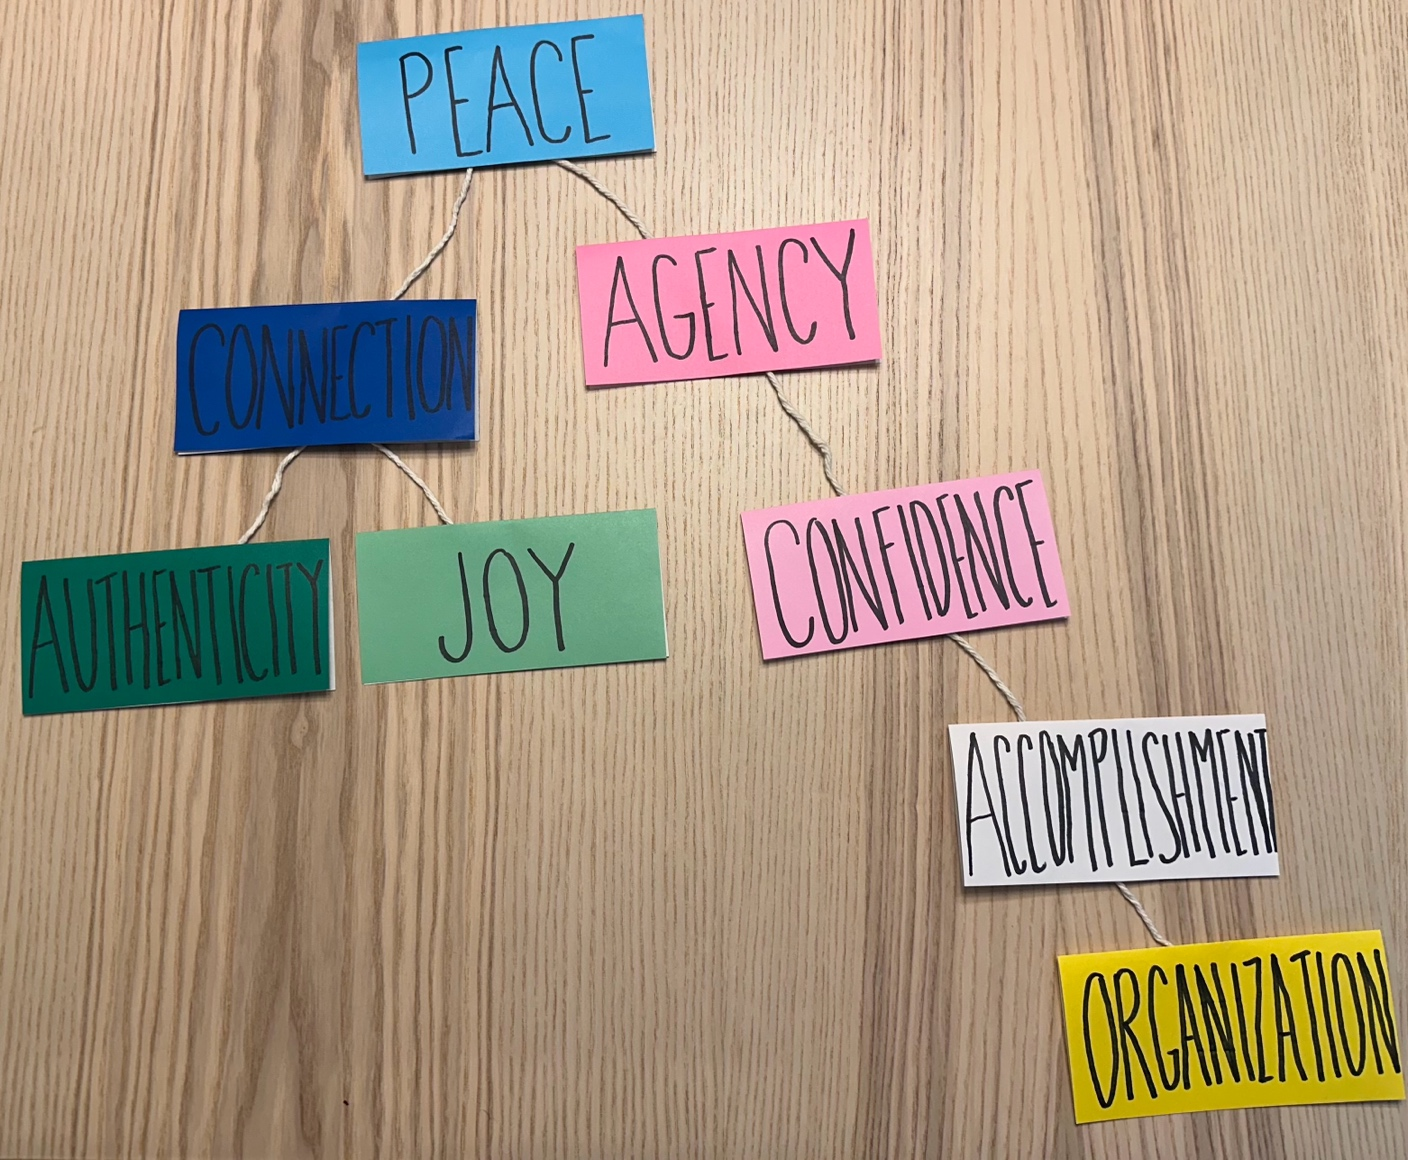 PEACE
AGENCY
CONNECTION
AUTHENTICITY
JOY
CONFIDENCE
ACCOMPLISHMENT
ORGANIZATION